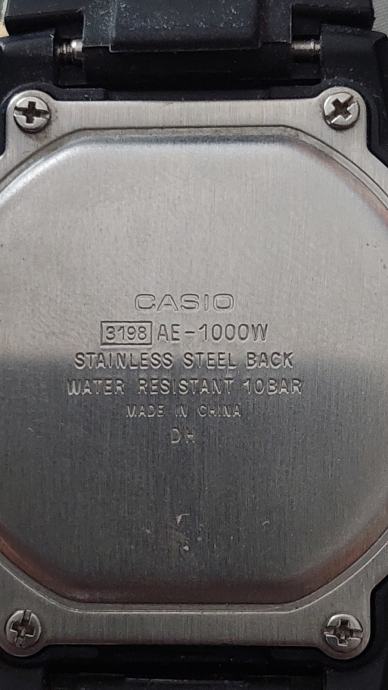 CASIO
3198 AE-1000W
STAINLESS STEEL BACK
WATER RESISTANT 10BAR
MADE IN CHINA
DH